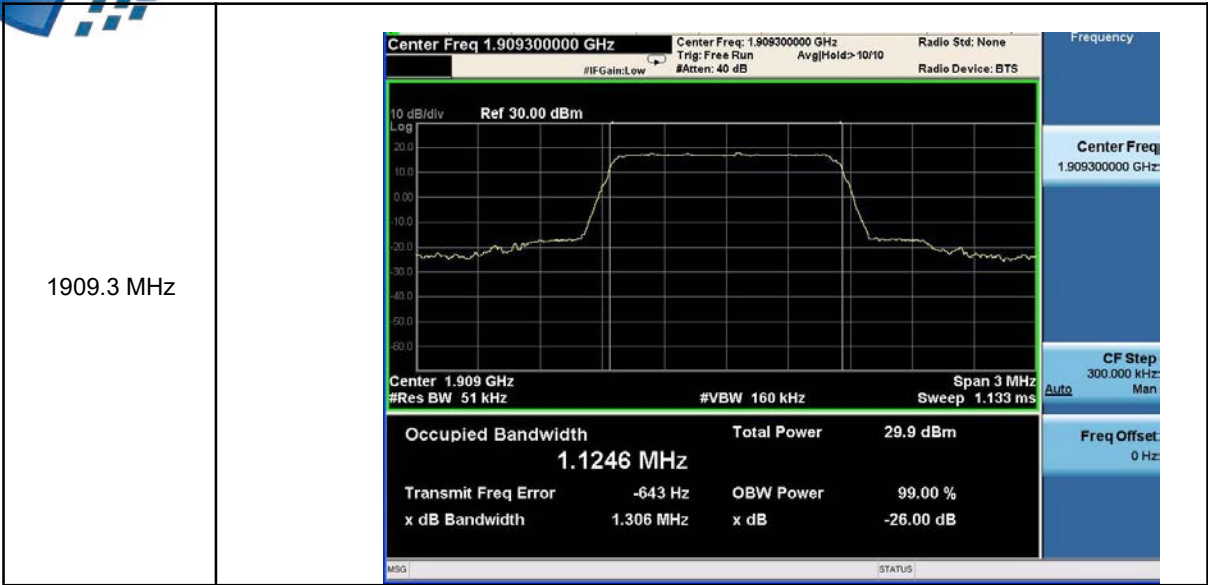 1909.3 MHz
Center Freq 1.909300000 GHz
Center Freq: 1.909300000 GHz
Radio Std: None
Trig: Free Run
Avg|Hold:>10/10
#IFGain:Low
#Atten: 40 dB
Radio Device: BTS
10 dB/div
Ref 30.00 dBm
Log
20.0
10.0
0.00
-10.0
-20.0
-30.0
-40.0
-50.0
-60.0
Center 1.909 GHz
Span 3 MHz
#Res BW 51 kHz
#VBW 160 kHz
Sweep 1.133 ms
Occupied Bandwidth
1.1246 MHz
Total Power
29.9 dBm
Transmit Freq Error
-643 Hz
OBW Power
99.00 %
x dB Bandwidth
1.306 MHz
x dB
-26.00 dB
MSG
STATUS
Frequency
Center Freq
1.909300000 GHz
CF Step
300.000 kHz
Auto
Man
Freq Offset
0 Hz